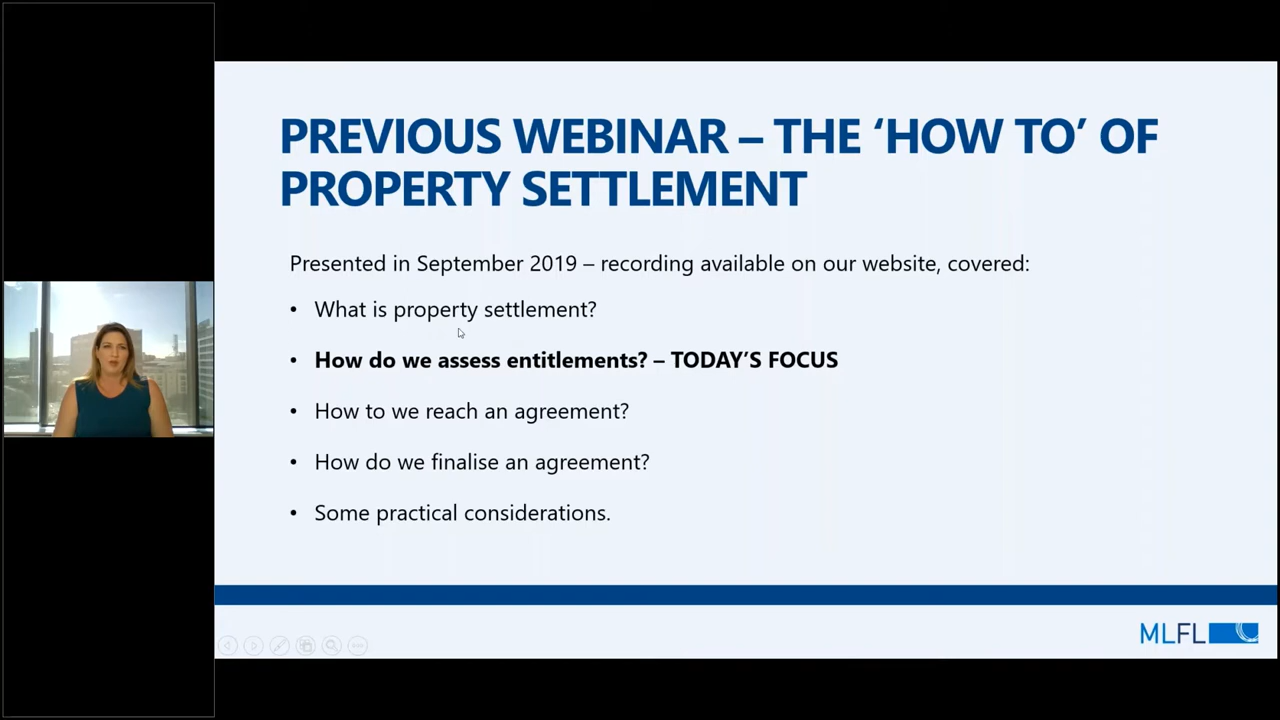 PREVIOUS WEBINAR – THE ‘HOW TO’ OF
PROPERTY SETTLEMENT
Presented in September 2019 – recording available on our website, covered:
• What is property settlement?
• How do we assess entitlements? – TODAY’S FOCUS
• How to we reach an agreement?
• How do we finalise an agreement?
• Some practical considerations.
MLFL